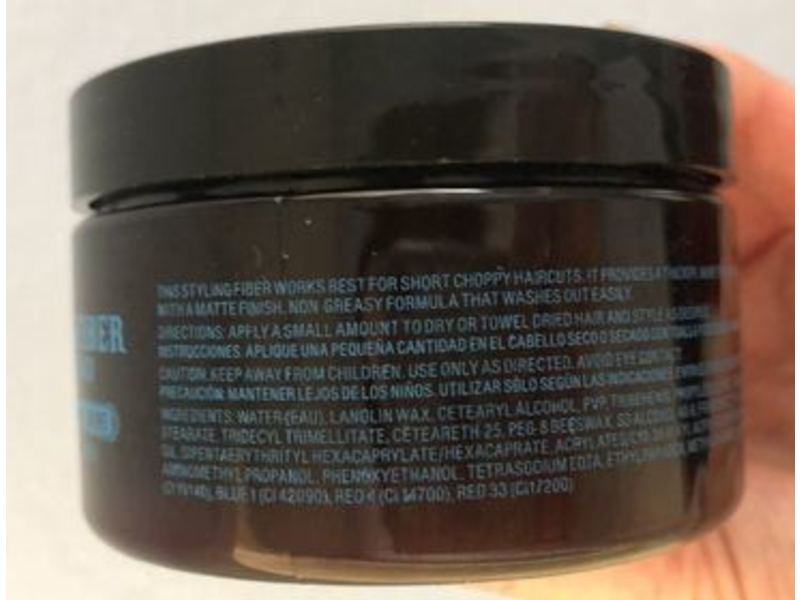 BER
THIS STYLING FIBER WORKS BEST FOR SHORT CHOPPY HAIRCUTS. IT PROVIDES A THICKER
WITH A MATTE FINISH. NON GREASY FORMULA THAT WASHES OUT EASILY.
DIRECTIONS: APPLY A SMALL AMOUNT TO DRY OR TOWEL DRIED HAIR AND STYLE AS DESIRED.
INSTRUCCIONES. APLIQUE UNA PEQUEÑA CANTIDAD EN EL CABELLO SECO O SECADO CON
CAUTION: KEEP AWAY FROM CHILDREN. USE ONLY AS DIRECTED. AVOID EYE CONTACT.
PRECAUCIÓN: MANTENER LEJOS DE LOS NIÑOS. UTILIZAR SÓLO SEGÚN LAS INDICACIONES
INGREDIENTS: WATER (EAU), LANOLIN WAX, CETEARYL ALCOHOL, PVP,
STEARATE, TRIDECYL TRIMELLITATE, CETEARETH-25, PEG-8 BEESWAX,
OIL, DIPENTAERYTHRITYL HEXACAPRYLATE/HEXACAPRATE,
AMINOMETHYL PROPANOL, PHENOXYETHANOL, TETRASODIUM EDTA,
(CI 19140), BLUE 1 (CI 42090), RED 4 (CI 14700), RED 33 (CI 17200)